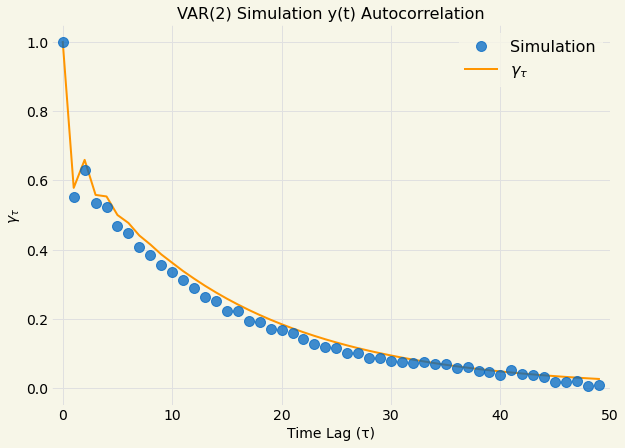 VAR(2) Simulation y(t) Autocorrelation
Simulation
γτ
γτ
1.0
0.8
0.6
0.4
0.2
0.0
0 10 20 30 40 50
Time Lag (τ)